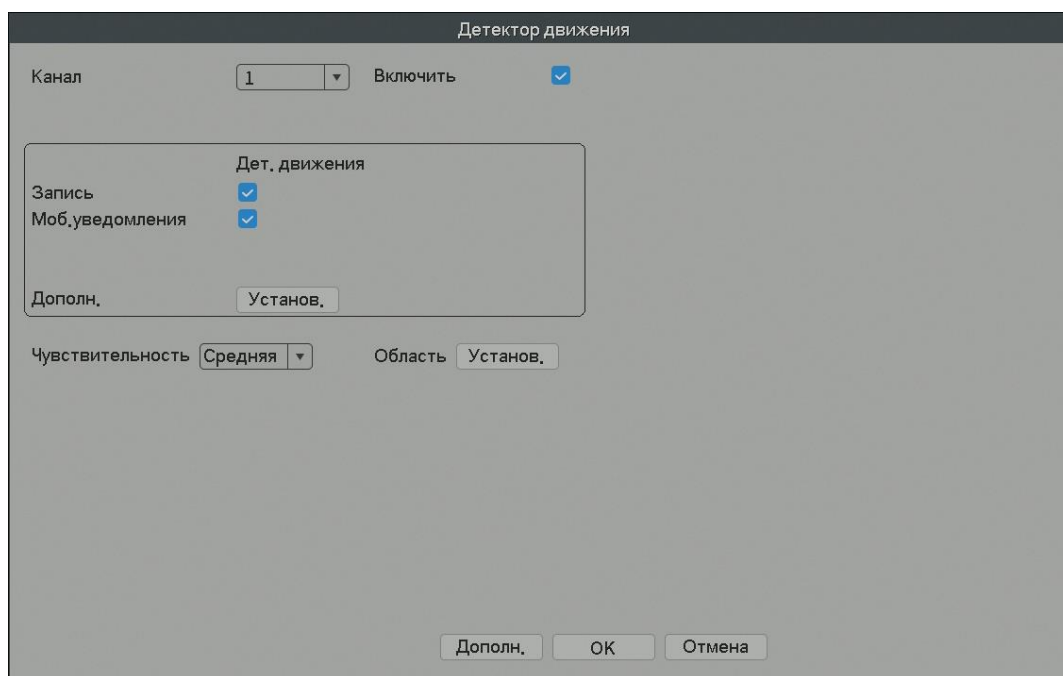 Детектор движения
Канал 1 Включить
Дет. движения
Запись
Моб.уведомления
Дополн. Установ.
Чувствительность Средняя Область Установ.
Дополн. OK Отмена